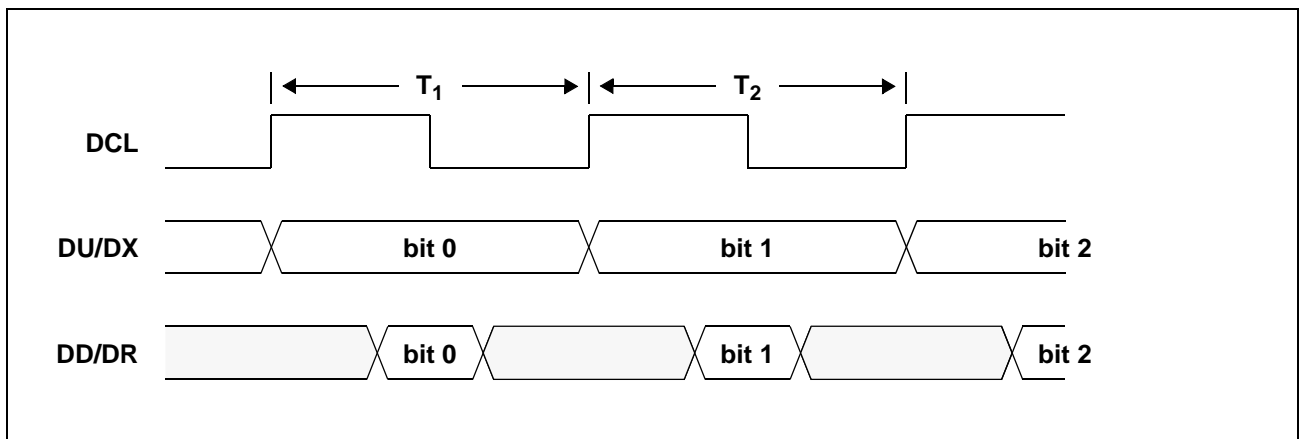 T₁ T₂
DCL
DU/DX bit 0 bit 1 bit 2
DD/DR bit 0 bit 1 bit 2